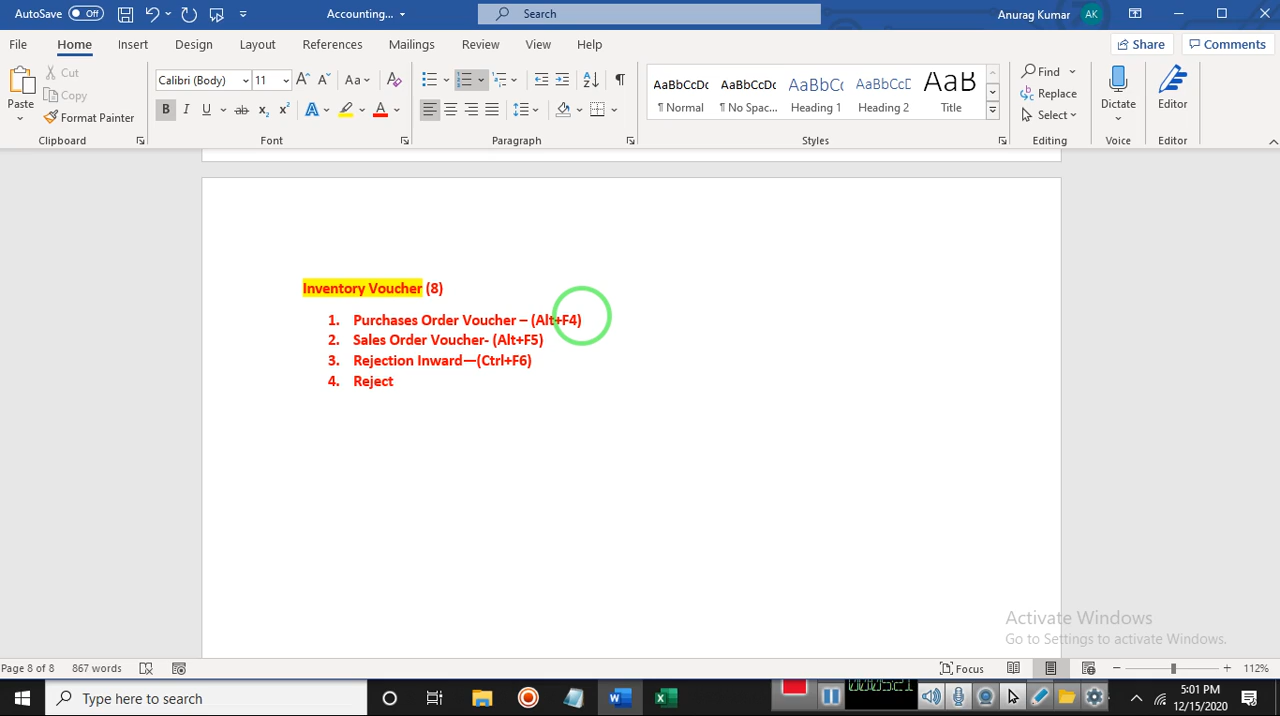 AutoSave Off Accounting... Search Anurag Kumar AK
File Home Insert Design Layout References Mailings Review View Help Share Comments
Paste Cut Copy Format Painter
Calibri (Body) 11
AaBbCcDc ¶ Normal
AaBbCcDc ¶ No Spac...
AaBbCc Heading 1
AaBbCcD Heading 2
AaB Title
Find Replace Select
Dictate
Editor
Clipboard Font Paragraph Styles Editing Voice Editor
Inventory Voucher (8)
1. Purchases Order Voucher – (Alt+F4)
2. Sales Order Voucher- (Alt+F5)
3. Rejection Inward—(Ctrl+F6)
4. Reject
Activate Windows
Go to Settings to activate Windows.
Page 8 of 8 867 words Focus 112%
Type here to search 00:05:21 5:01 PM
12/15/2020